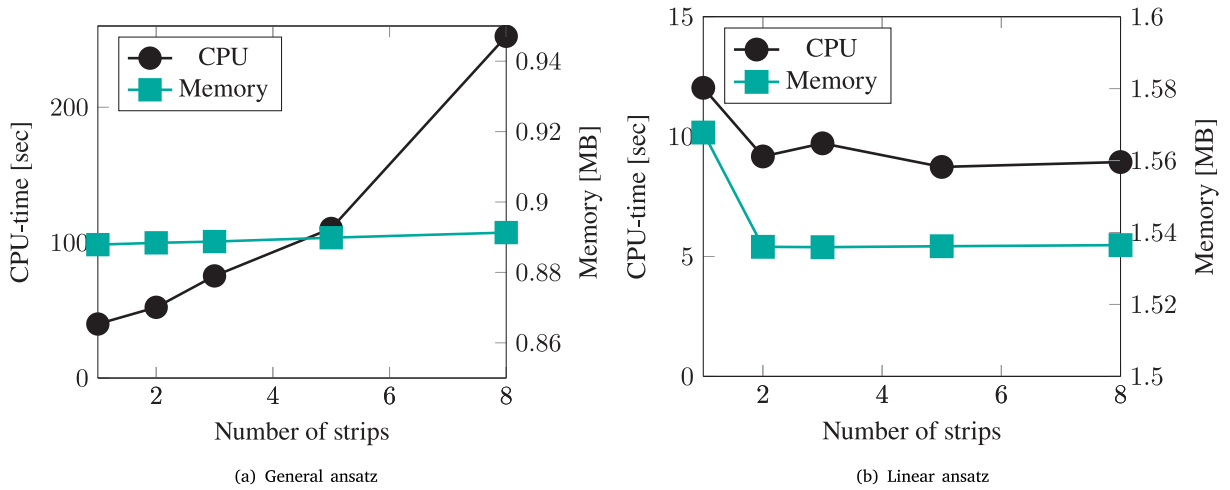 CPU
Memory
200
100
0
CPU-time [sec]
0.94
0.92
0.9
0.88
0.86
Memory [MB]
2
4
6
8
Number of strips
(a) General ansatz
CPU
Memory
15
10
5
0
CPU-time [sec]
1.6
1.58
1.56
1.54
1.52
1.5
Memory [MB]
2
4
6
8
Number of strips
(b) Linear ansatz